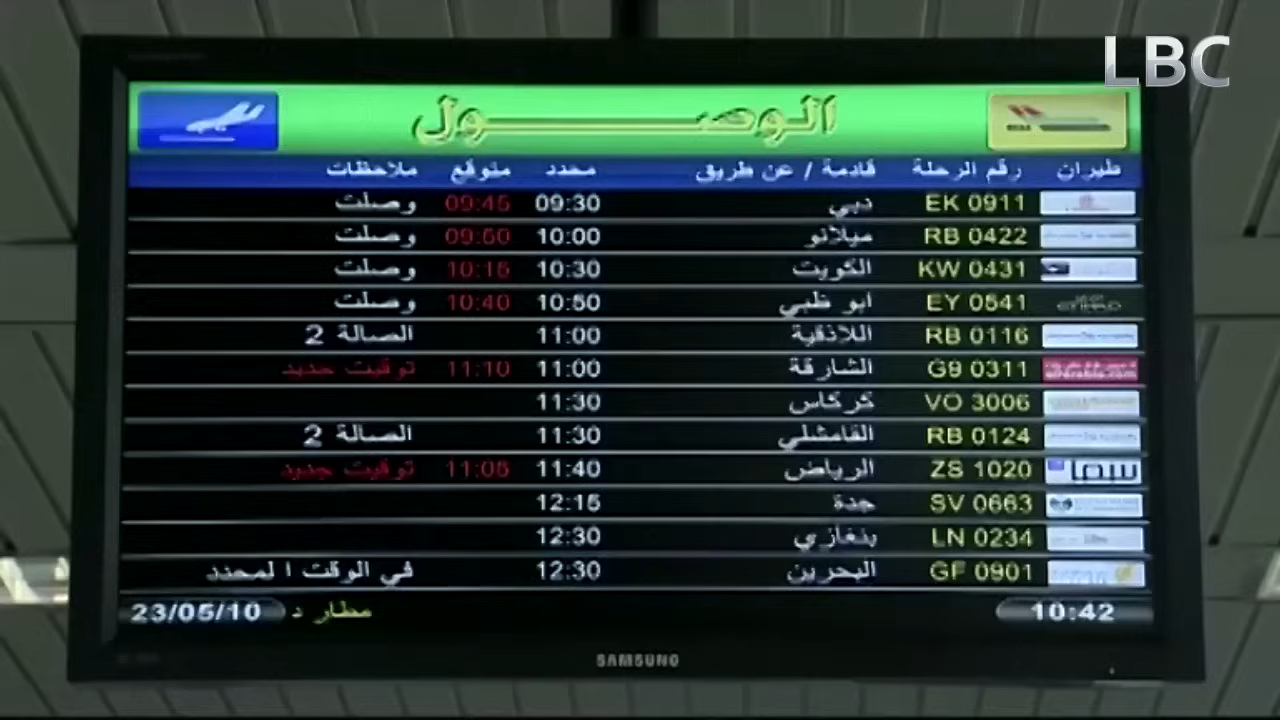 LBC
الوصول
طيران رقم الرحلة قادمة / عن طريق محدد متوقع ملاحظات
EK 0911 دبي 09:30 09:45 وصلت
RB 0422 ميلانو 10:00 09:50 وصلت
KW 0431 الكويت 10:30 10:15 وصلت
ETIHAD EY 0541 ابو ظبي 10:50 10:40 وصلت
RB 0116 اللاذقية 11:00 الصالة 2
G9 0311 الشارقة 11:00 11:10 توقيت جديد
VO 3006 كركاس 11:30
RB 0124 القامشلي 11:30 الصالة 2
سما ZS 1020 الرياض 11:40 11:05 توقيت جديد
SV 0663 جدة 12:15
LN 0234 بنغازي 12:30
GF 0901 البحرين 12:30 في الوقت المحدد
10:42 مطار د 23/05/10
SAMSUNG